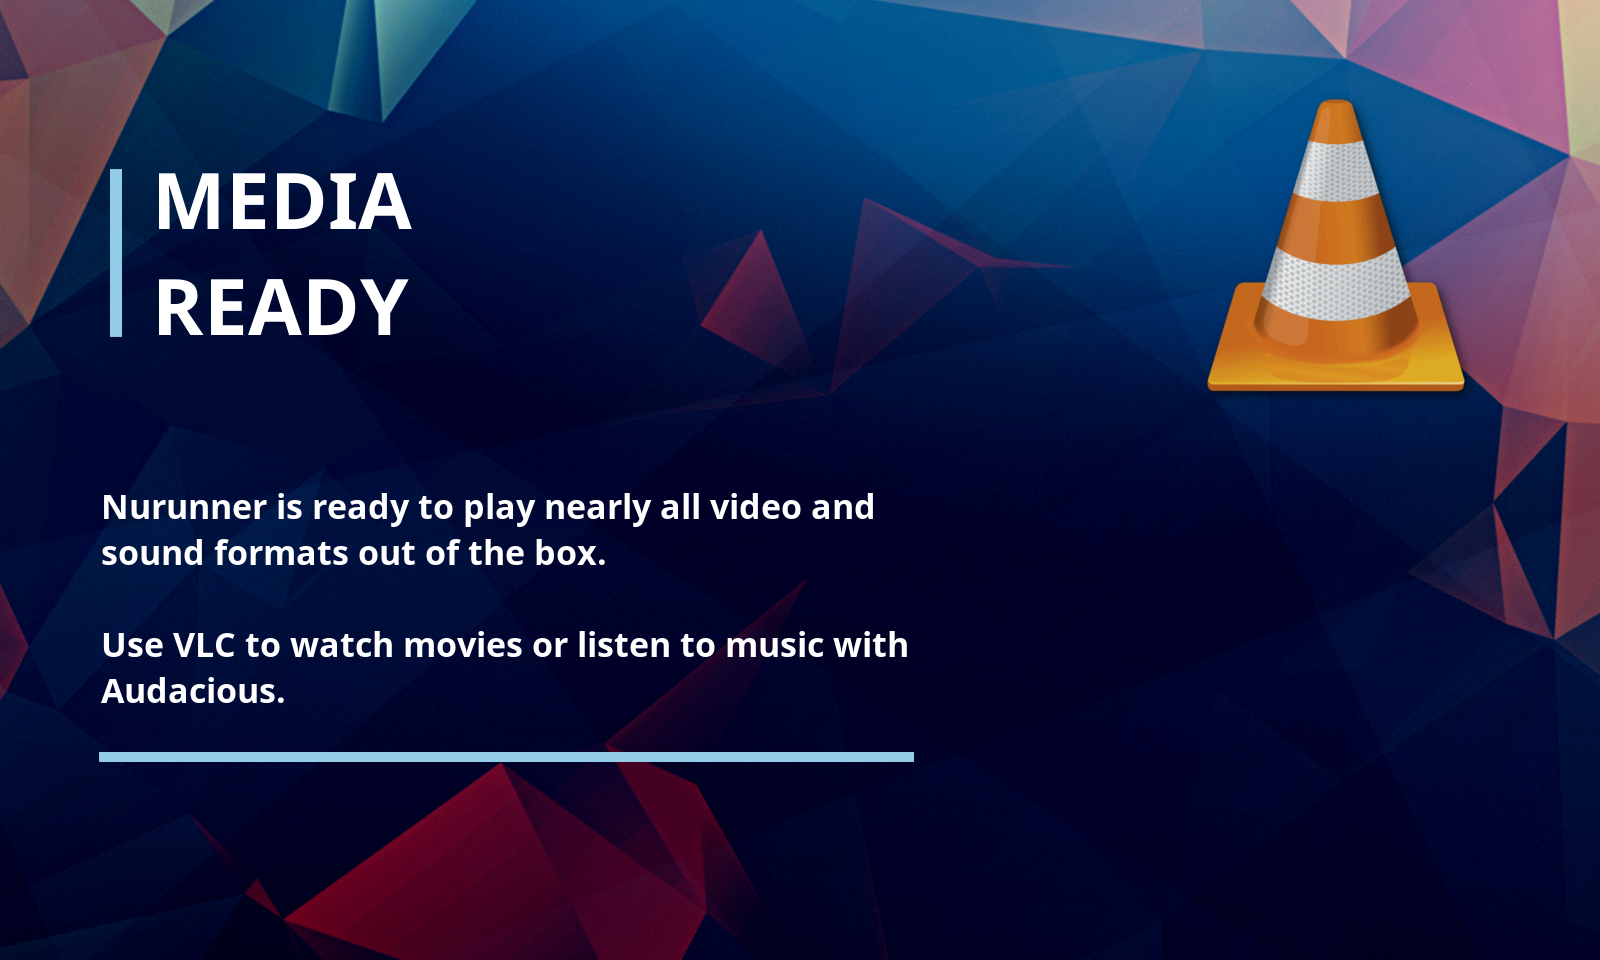 MEDIA
READY
Nurunner is ready to play nearly all video and
sound formats out of the box.
Use VLC to watch movies or listen to music with
Audacious.